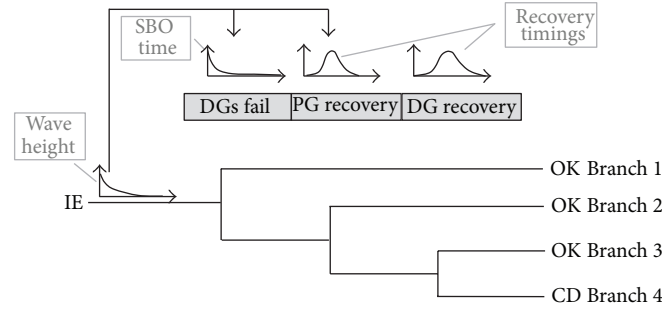 SBO
time
Recovery
timings
DGs fail
PG recovery
DG recovery
Wave
height
IE
OK Branch 1
OK Branch 2
OK Branch 3
CD Branch 4